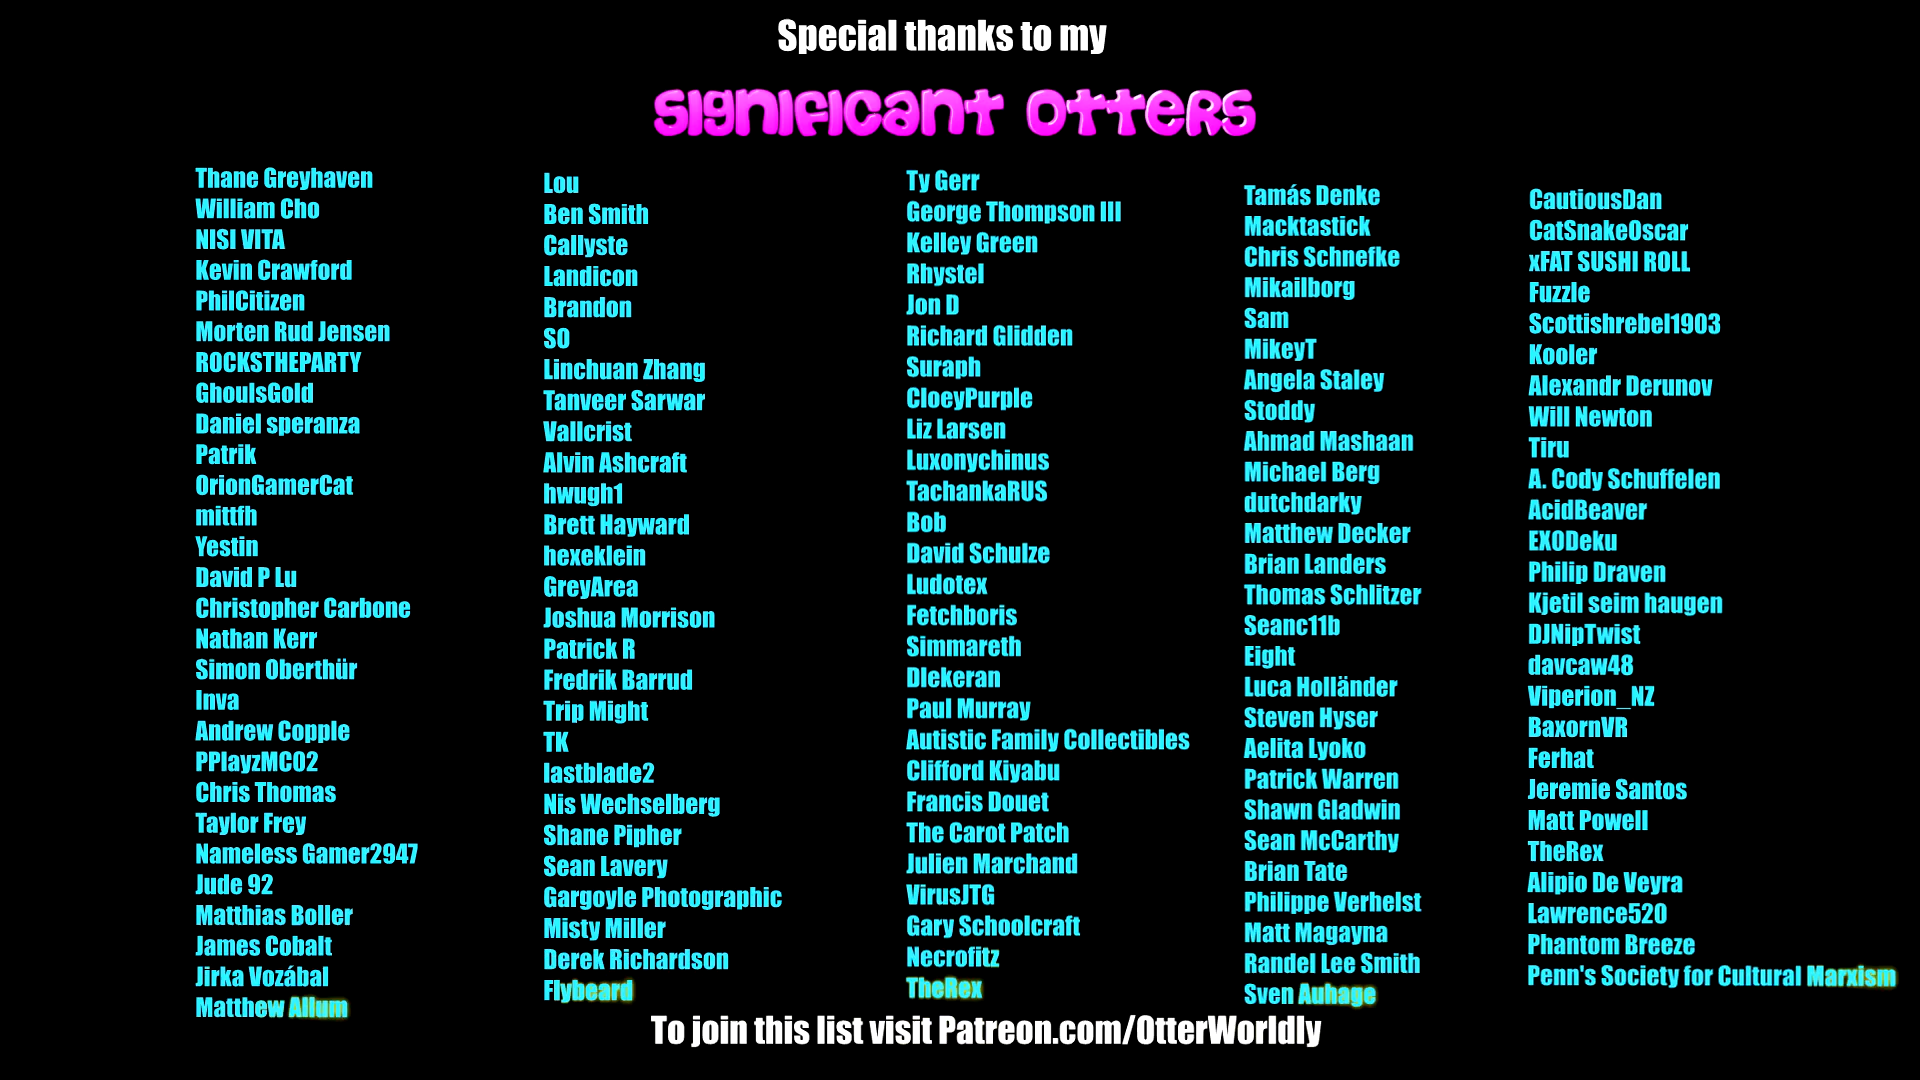 Special thanks to my
Significant Otters
Thane Greyhaven
William Cho
NISI VITA
Kevin Crawford
PhilCitizen
Morten Rud Jensen
ROCKSTHEPARTY
GhoulsGold
Daniel speranza
Patrik
OrionGamerCat
mittfh
Yestin
David P Lu
Christopher Carbone
Nathan Kerr
Simon Oberthür
Inva
Andrew Copple
PPlayzMC02
Chris Thomas
Taylor Frey
Nameless Gamer2947
Jude 92
Matthias Boller
James Cobalt
Jirka Vozábal
Matthew Allum
Lou
Ben Smith
Callyste
Landicon
Brandon
SO
Linchuan Zhang
Tanveer Sarwar
Vallcrist
Alvin Ashcraft
hwugh1
Brett Hayward
hexeklein
GreyArea
Joshua Morrison
Patrick R
Fredrik Barrud
Trip Might
TK
lastblade2
Nis Wechselberg
Shane Pipher
Sean Lavery
Gargoyle Photographic
Misty Miller
Derek Richardson
Flybeard
Ty Gerr
George Thompson III
Kelley Green
Rhystel
Jon D
Richard Glidden
Suraph
CloeyPurple
Liz Larsen
Luxonychinus
TachankaRUS
Bob
David Schulze
Ludotex
Fetchboris
Simmareth
Dlekeran
Paul Murray
Autistic Family Collectibles
Clifford Kiyabu
Francis Douet
The Carot Patch
Julien Marchand
VirusJTG
Gary Schoolcraft
Necrofitz
TheRex
Tamás Denke
Macktastick
Chris Schnefke
Mikailborg
Sam
MikeyT
Angela Staley
Stoddy
Ahmad Mashaan
Michael Berg
dutchdarky
Matthew Decker
Brian Landers
Thomas Schlitzer
Seanc11b
Eight
Luca Holländer
Steven Hyser
Aelita Lyoko
Patrick Warren
Shawn Gladwin
Sean McCarthy
Brian Tate
Philippe Verhelst
Matt Magayna
Randel Lee Smith
Sven Auhage
CautiousDan
CatSnakeOscar
xFAT SUSHI ROLL
Fuzzle
Scottishrebel1903
Kooler
Alexandr Derunov
Will Newton
Tiru
A. Cody Schuffelen
AcidBeaver
EXODeku
Philip Draven
Kjetil seim haugen
DJNipTwist
davcaw48
Viperion_NZ
BaxornVR
Ferhat
Jeremie Santos
Matt Powell
TheRex
Alipio De Veyra
Lawrence520
Phantom Breeze
Penn's Society for Cultural Marxism
To join this list visit Patreon.com/OtterWorldly